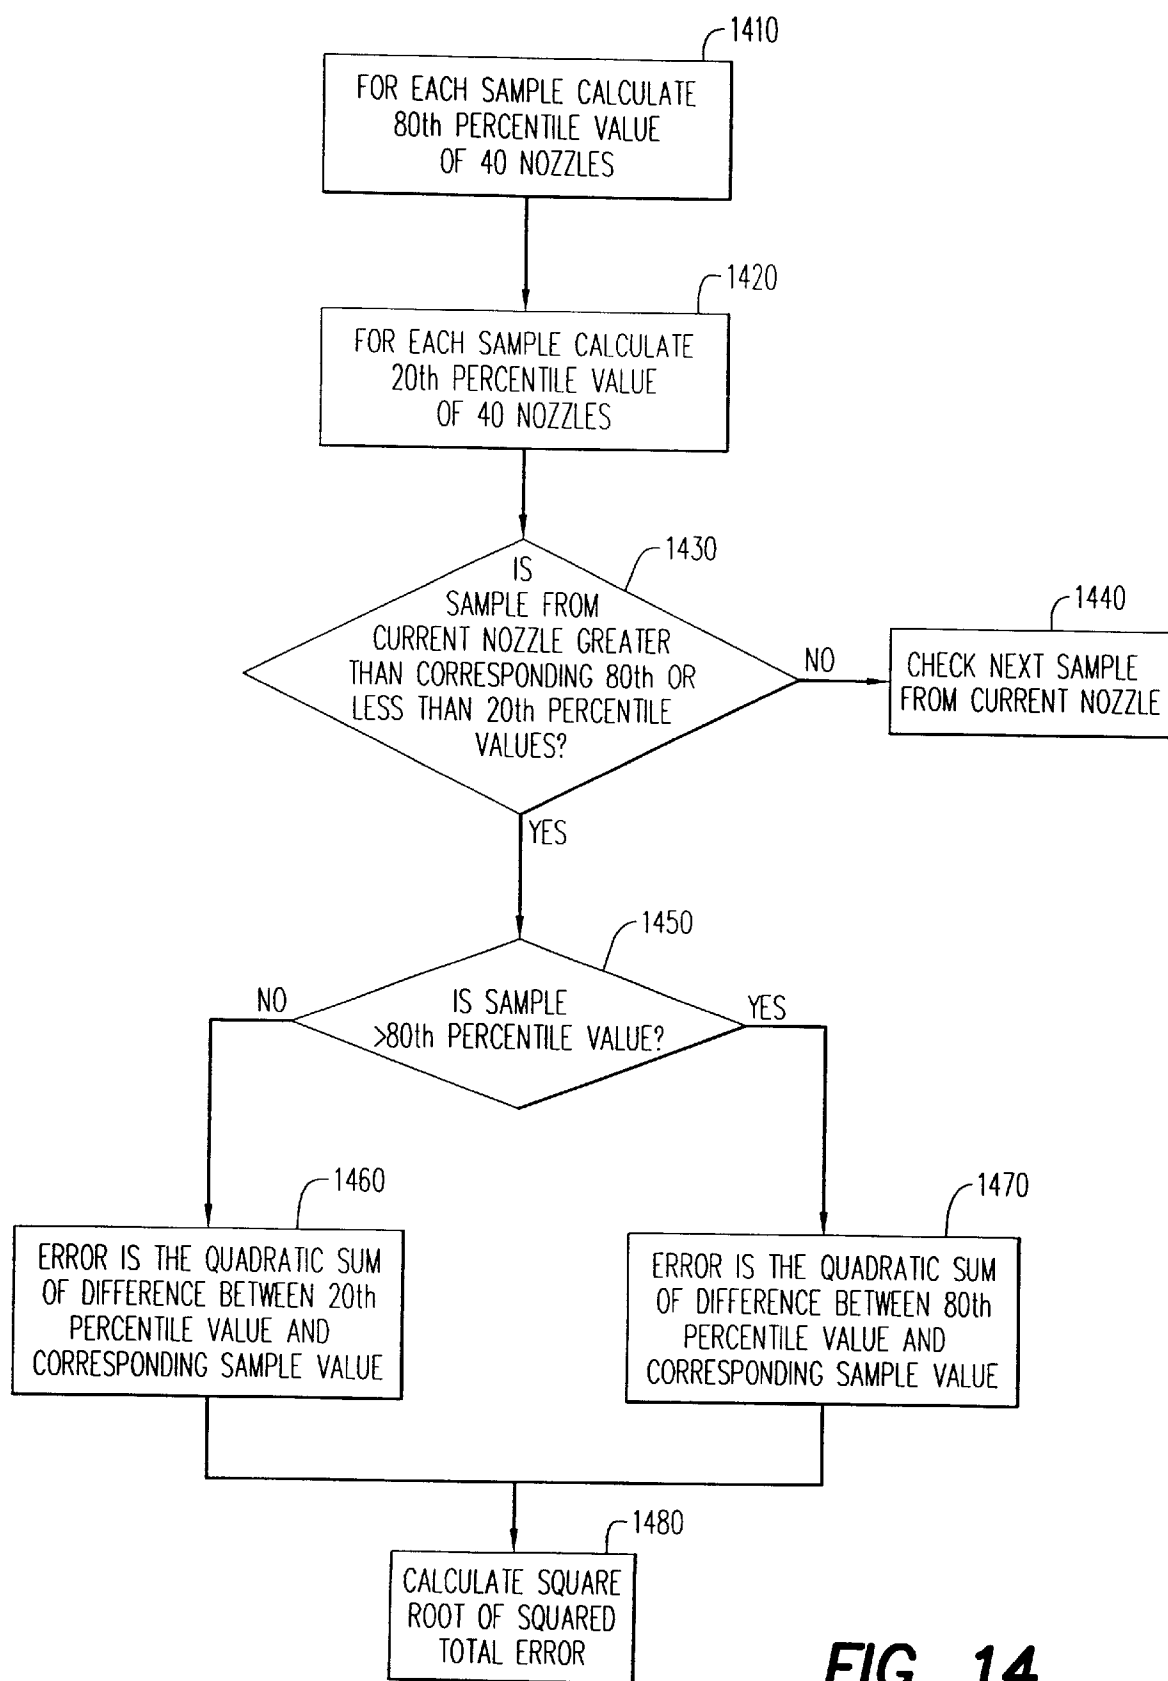 1410
FOR EACH SAMPLE CALCULATE
80th PERCENTILE VALUE
OF 40 NOZZLES
1420
FOR EACH SAMPLE CALCULATE
20th PERCENTILE VALUE
OF 40 NOZZLES
1430
IS
SAMPLE FROM
CURRENT NOZZLE GREATER
THAN CORRESPONDING 80th OR
LESS THAN 20th PERCENTILE
VALUES?
NO
1440
CHECK NEXT SAMPLE
FROM CURRENT NOZZLE
YES
1450
IS SAMPLE
>80th PERCENTILE VALUE?
NO
YES
1460
ERROR IS THE QUADRATIC SUM
OF DIFFERENCE BETWEEN 20th
PERCENTILE VALUE AND
CORRESPONDING SAMPLE VALUE
1470
ERROR IS THE QUADRATIC SUM
OF DIFFERENCE BETWEEN 80th
PERCENTILE VALUE AND
CORRESPONDING SAMPLE VALUE
1480
CALCULATE SQUARE
ROOT OF SQUARED
TOTAL ERROR
FIG. 14